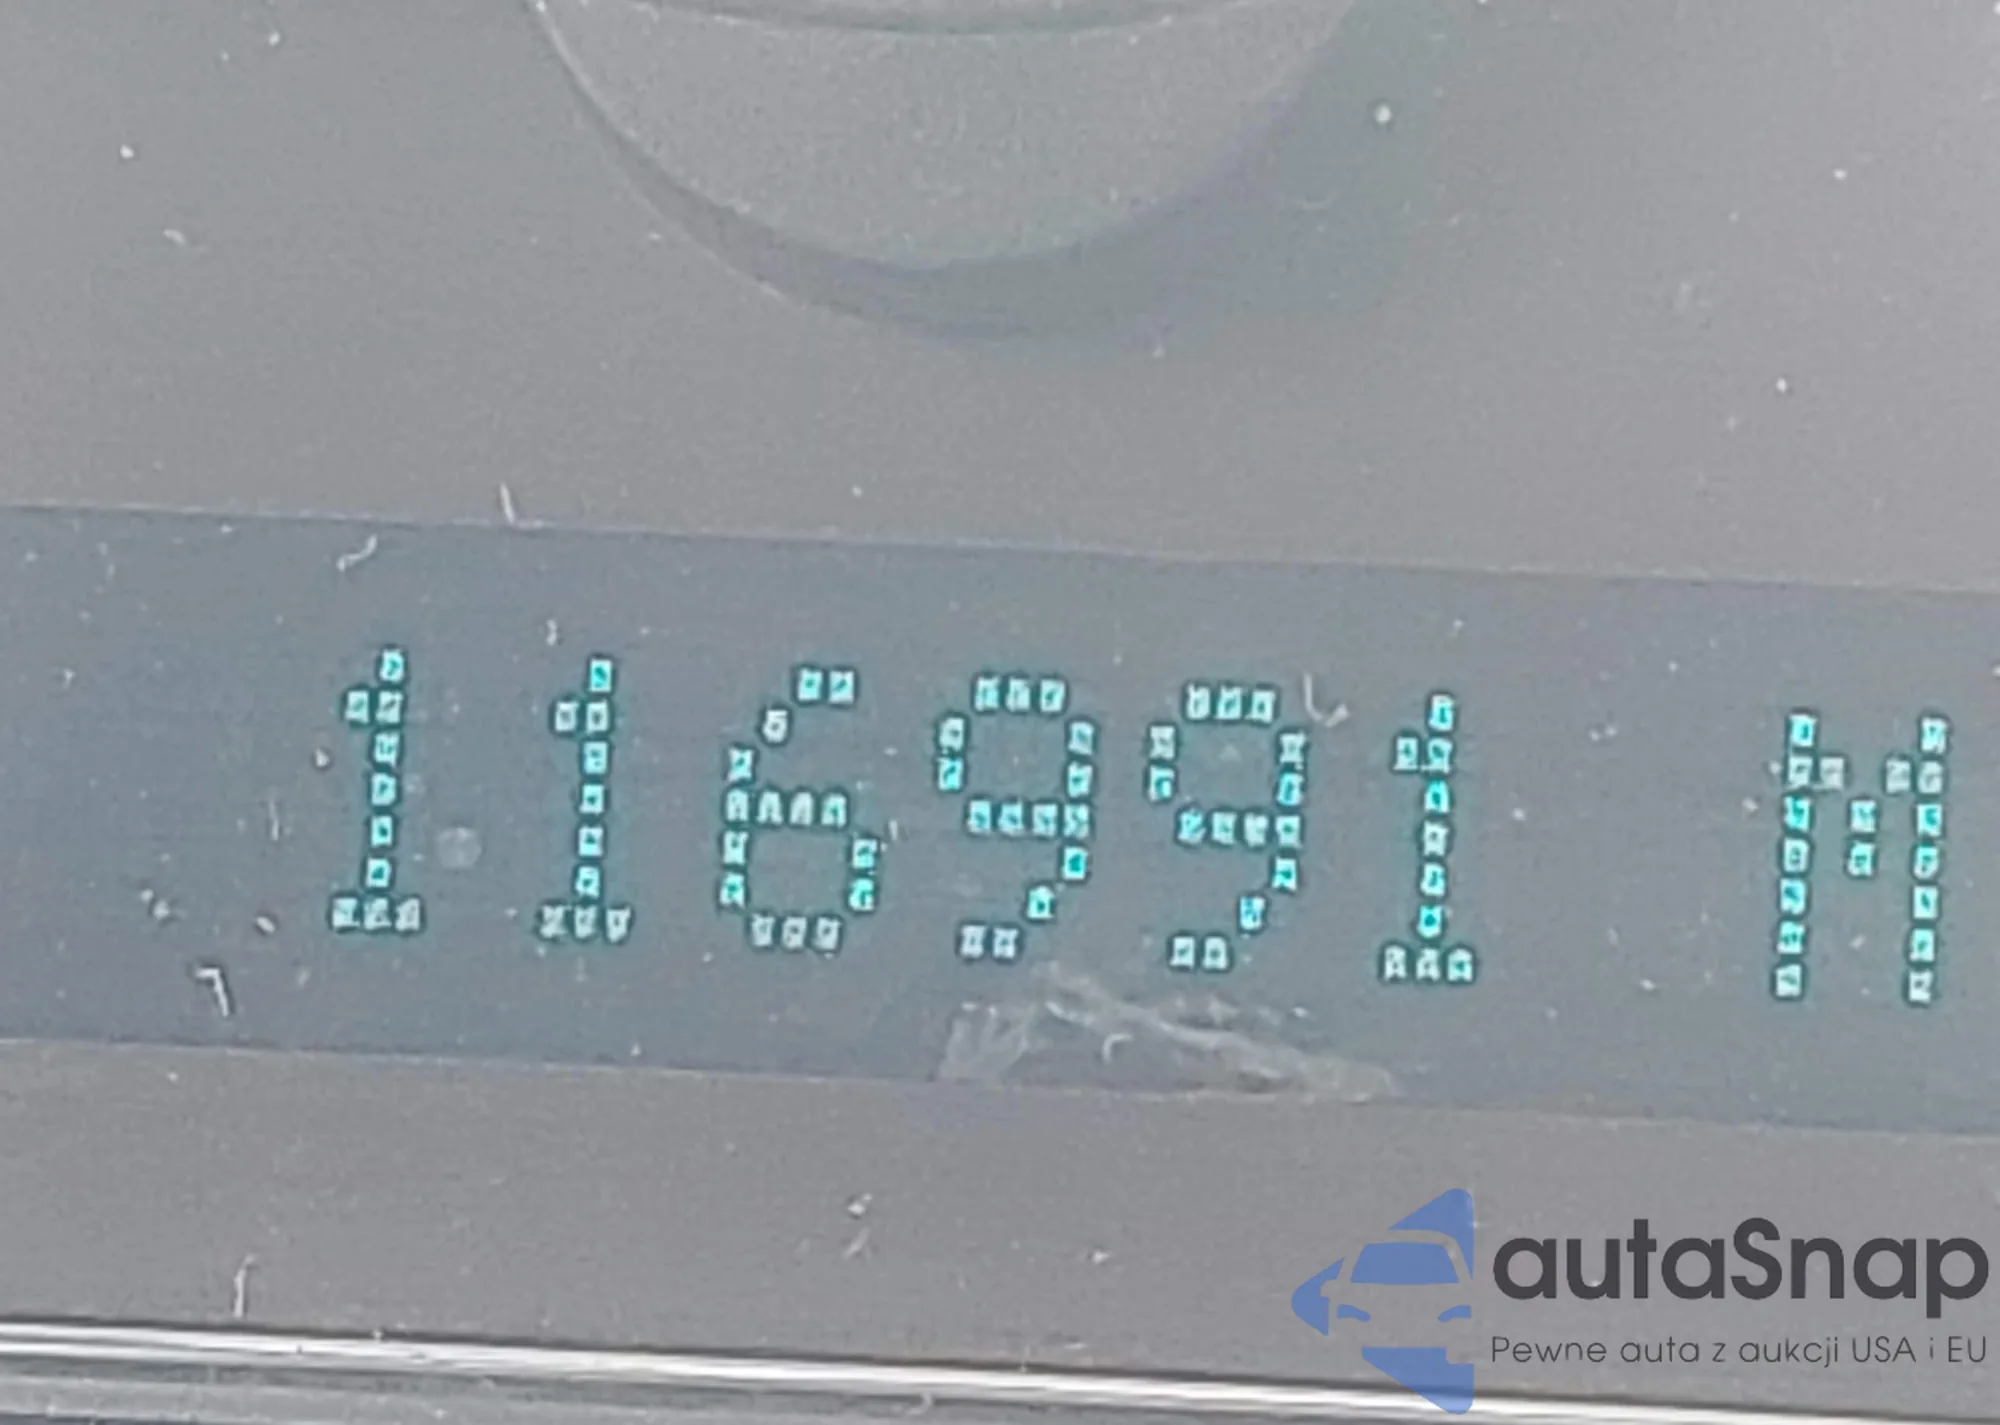 116991 M
autaSnap
Pewne auta z aukcji USA i EU